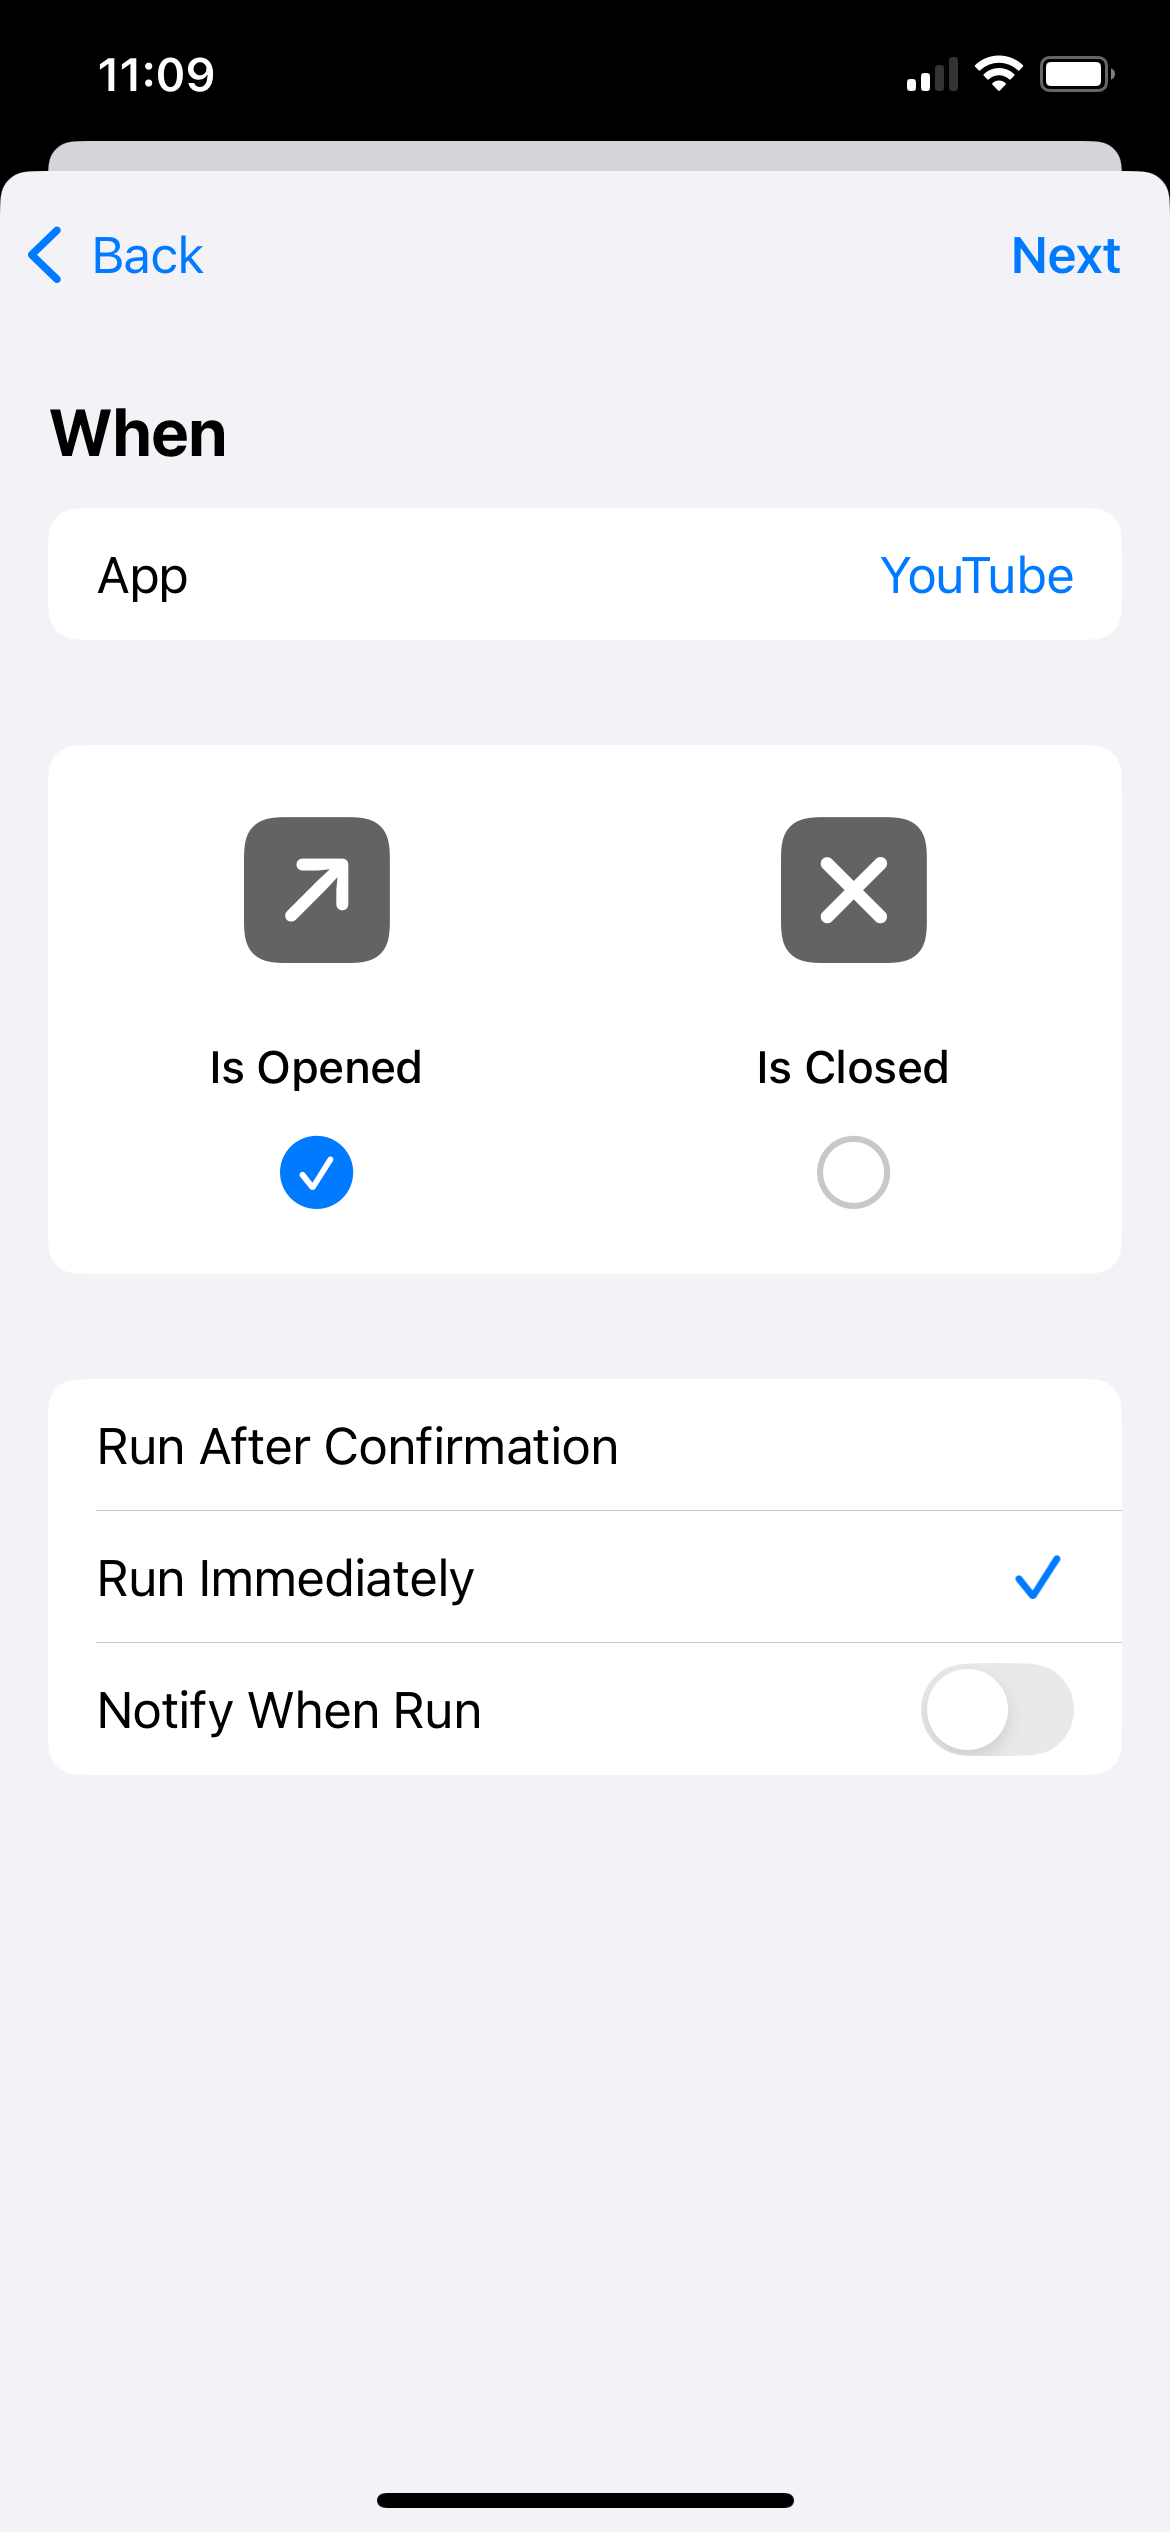 11:09
Back
Next
When
App
YouTube
Is Opened
Is Closed
Run After Confirmation
Run Immediately
Notify When Run